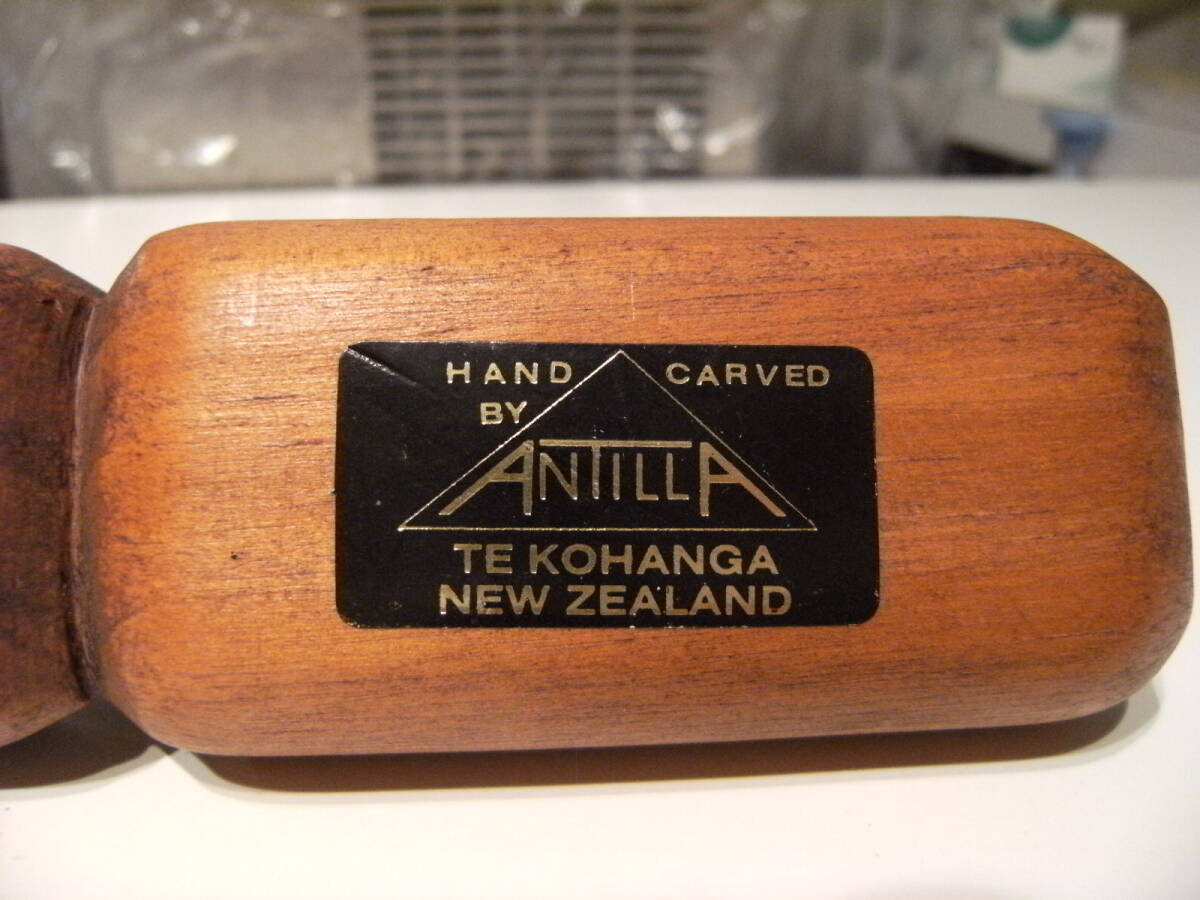 HAND CARVED
BY
ANTILLA
TE KOHANGA
NEW ZEALAND